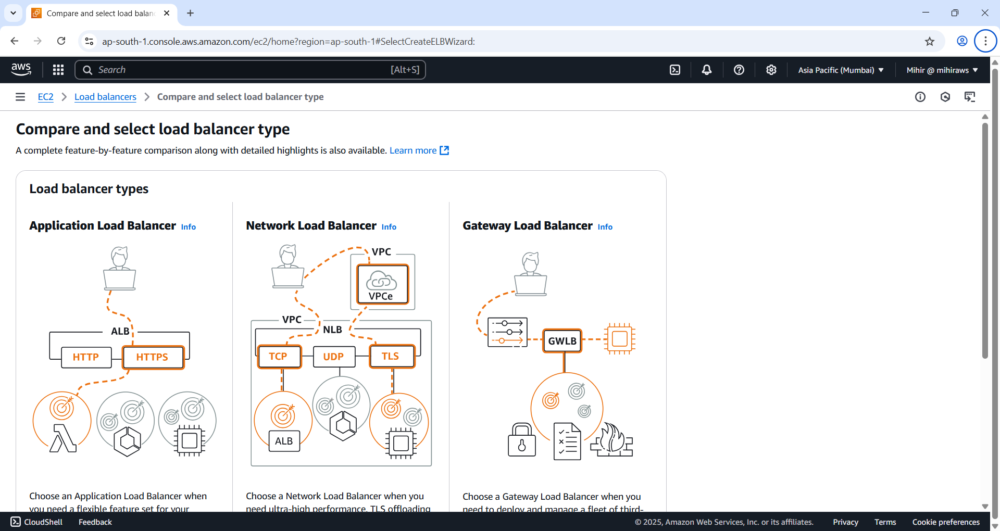 Compare and select load balan
ap-south-1.console.aws.amazon.com/ec2/home?region=ap-south-1#SelectCreateELBWizard:
aws
Search
[Alt+S]
Asia Pacific (Mumbai)
Mihir @ mihiraws
EC2
Load balancers
Compare and select load balancer type
Compare and select load balancer type
A complete feature-by-feature comparison along with detailed highlights is also available. Learn more
Load balancer types
Application Load Balancer Info
ALB
HTTP
HTTPS
Choose an Application Load Balancer when
you need a flexible feature set for your
Network Load Balancer Info
VPC
VPCe
VPC
NLB
TCP
UDP
TLS
ALB
Choose a Network Load Balancer when you
need ultra-high performance, TLS offloading
Gateway Load Balancer Info
GWLB
Choose a Gateway Load Balancer when you
need to deploy and manage a fleet of third-
CloudShell
Feedback
© 2025, Amazon Web Services, Inc. or its affiliates.
Privacy
Terms
Cookie preferences